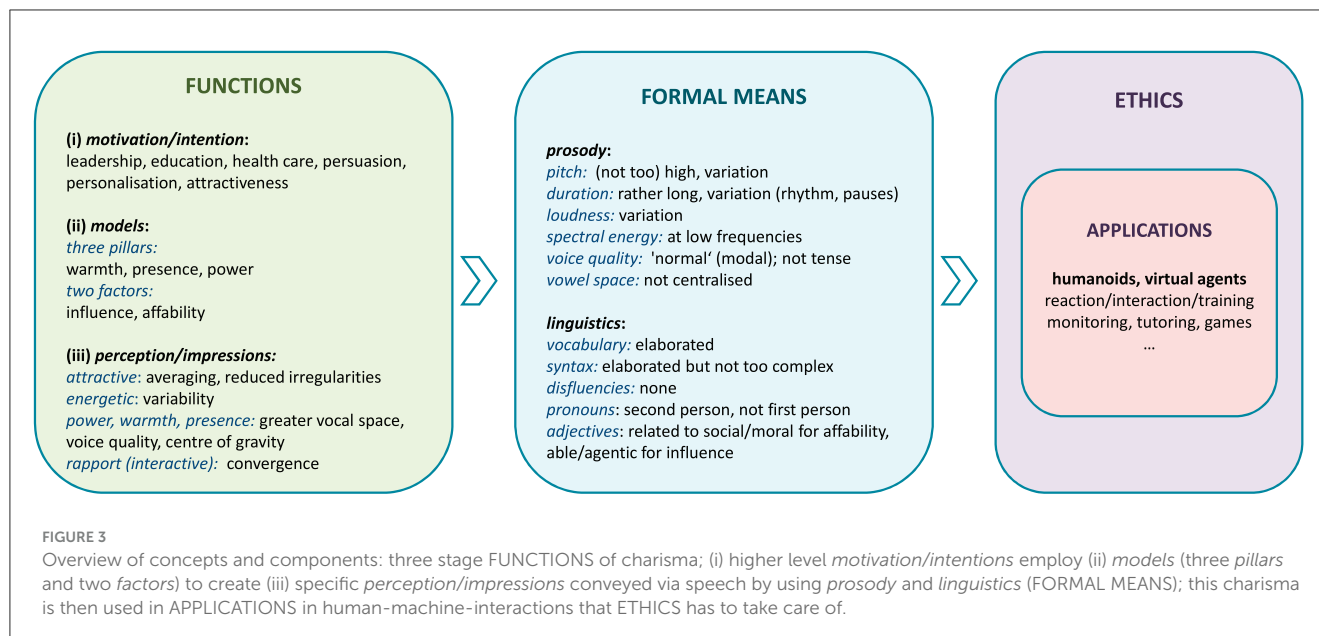 FUNCTIONS
(i) motivation/intention:
leadership, education, health care, persuasion,
personalisation, attractiveness
(ii) models:
three pillars:
warmth, presence, power
two factors:
influence, affability
(iii) perception/impressions:
attractive: averaging, reduced irregularities
energetic: variability
power, warmth, presence: greater vocal space,
voice quality, centre of gravity
rapport (interactive): convergence
FORMAL MEANS
prosody:
pitch: (not too) high, variation
duration: rather long, variation (rhythm, pauses)
loudness: variation
spectral energy: at low frequencies
voice quality: 'normal‘ (modal); not tense
vowel space: not centralised
linguistics:
vocabulary: elaborated
syntax: elaborated but not too complex
disfluencies: none
pronouns: second person, not first person
adjectives: related to social/moral for affability,
able/agentic for influence
ETHICS
APPLICATIONS
humanoids, virtual agents
reaction/interaction/training
monitoring, tutoring, games
...
FIGURE 3
Overview of concepts and components: three stage FUNCTIONS of charisma; (i) higher level motivation/intentions employ (ii) models (three pillars
and two factors) to create (iii) specific perception/impressions conveyed via speech by using prosody and linguistics (FORMAL MEANS); this charisma
is then used in APPLICATIONS in human-machine-interactions that ETHICS has to take care of.